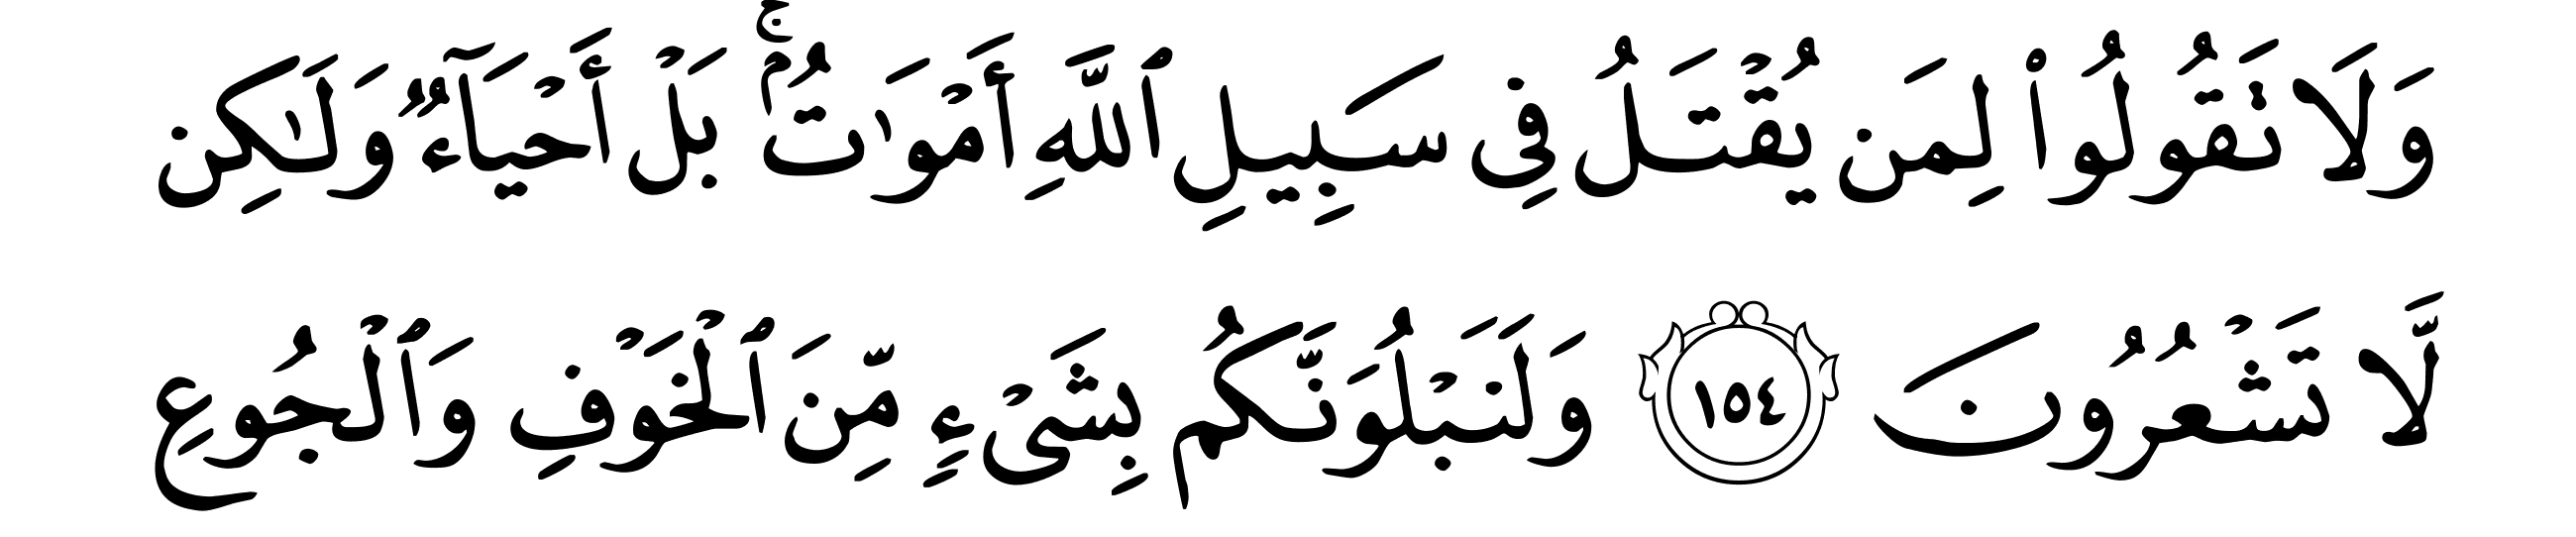 وَلَا تَقُولُوا۟ لِمَن يُقْتَلُ فِى سَبِيلِ ٱللَّهِ أَمْوَٰتٌۢ ۚ بَلْ أَحْيَآءٌ وَلَـٰكِن
لَّا تَشْعُرُونَ ١٥٤ وَلَنَبْلُوَنَّكُم بِشَىْءٍ مِّنَ ٱلْخَوْفِ وَٱلْجُوعِ